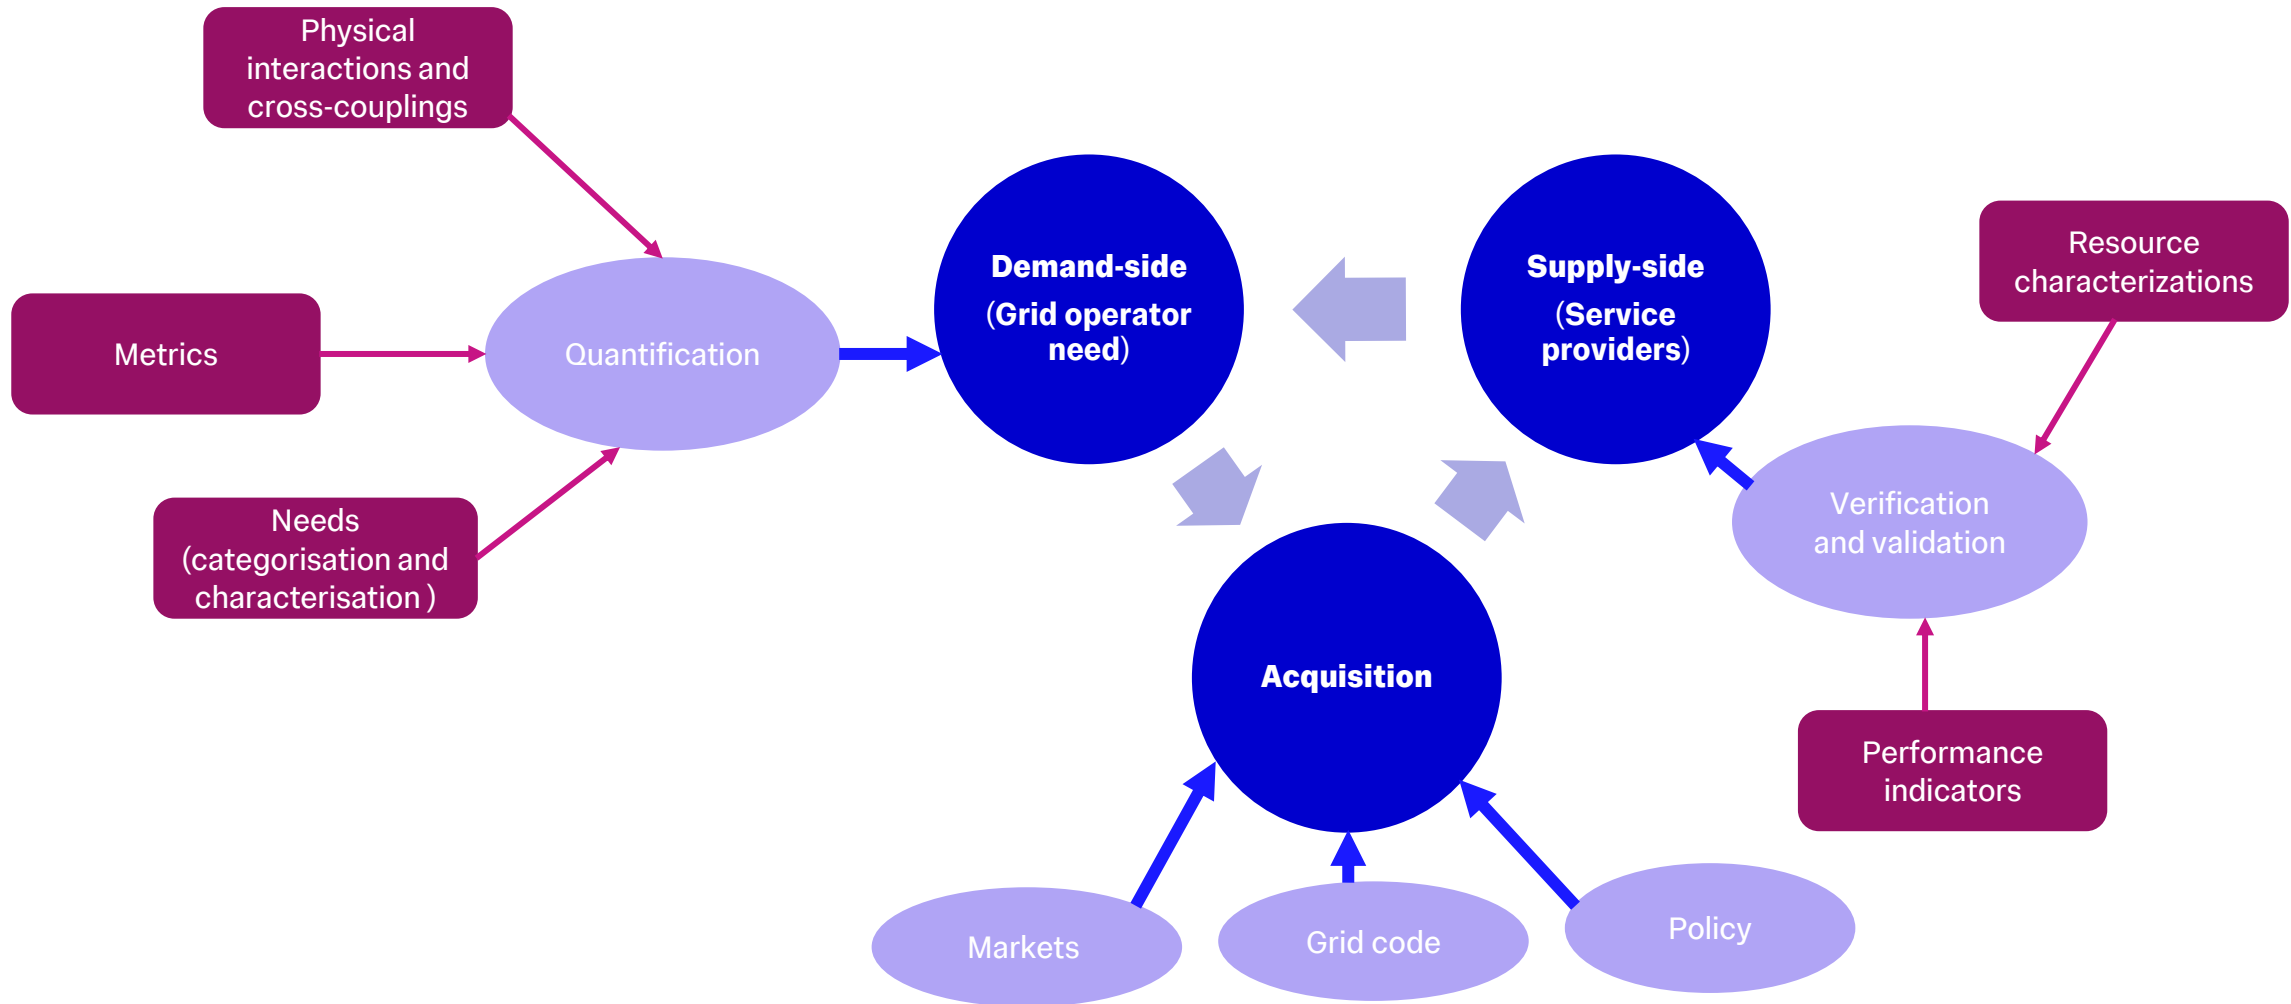 Physical
interactions and
cross-couplings
Metrics
Needs
(categorisation and
characterisation )
Quantification
Demand-side
(Grid operator
need)
Supply-side
(Service
providers)
Resource
characterizations
Verification
and validation
Performance
indicators
Acquisition
Markets
Grid code
Policy